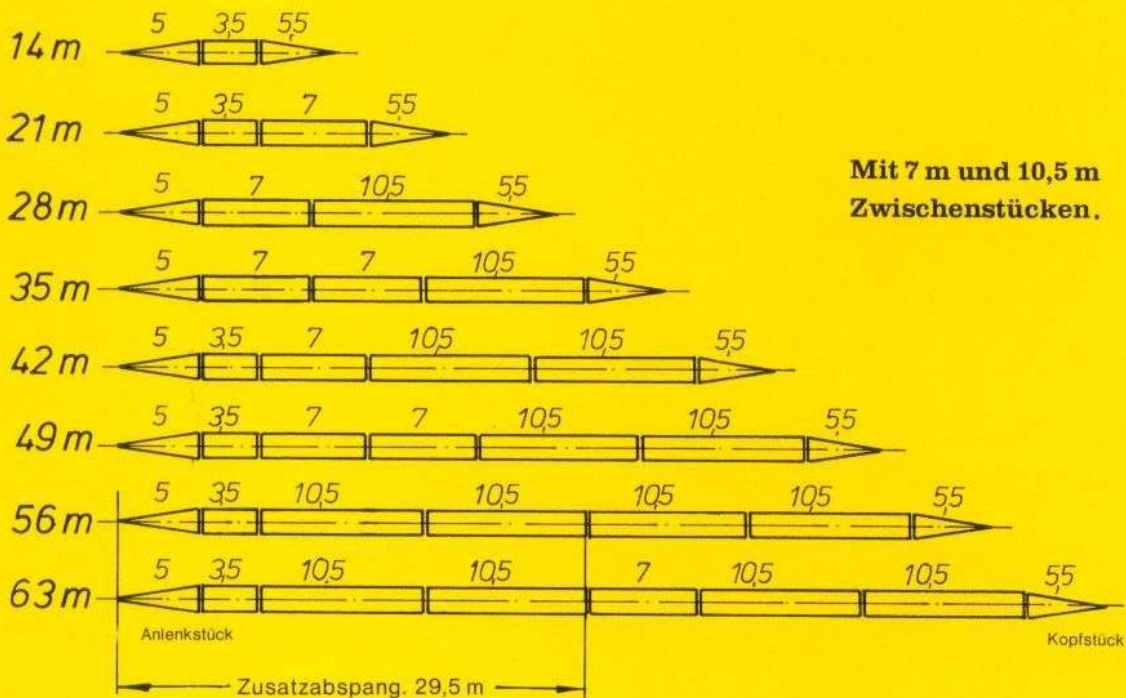 5 3,5 5,5
14 m
5 3,5 7 5,5
21 m
5 7 10,5 5,5
28 m
Mit 7 m und 10,5 m
Zwischenstücken.
5 7 7 10,5 5,5
35 m
5 3,5 7 10,5 10,5 5,5
42 m
5 3,5 7 7 10,5 10,5 5,5
49 m
5 3,5 10,5 10,5 10,5 10,5 5,5
56 m
5 3,5 10,5 10,5 7 10,5 10,5 5,5
63 m
Anlenkstück Kopfstück
Zusatzabspang. 29,5 m